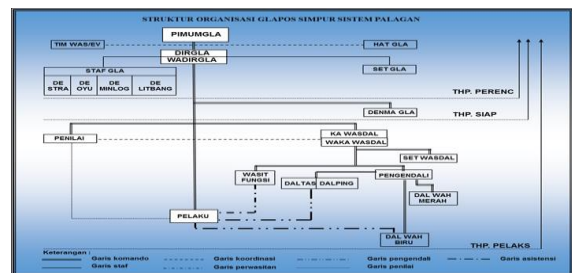 STRUKTUR ORGANISASI GLAPOS SIMPUR SISTEM PALAGAN
PIMUMGLA
TIM WAS/EV
HAT GLA
DIRGLA
WADIRGLA
STAF GLA
SET GLA
DE STRA
DE OYU
DE MINLOG
DE LITBANG
THP. PERENC
DENMA GLA
THP. SIAP
PENILAI
KA WASDAL
WAKA WASDAL
SET WASDAL
WASIT FUNGSI
DALTAS
DALPING
PENGENDALI
DAL WAH MERAH
PELAKU
DAL WAH BIRU
THP. PELAKS
Keterangan :
Garis komando
Garis koordinasi
Garis pengendali
Garis asistensi
Garis staf
Garis perwasitan
Garis penilai